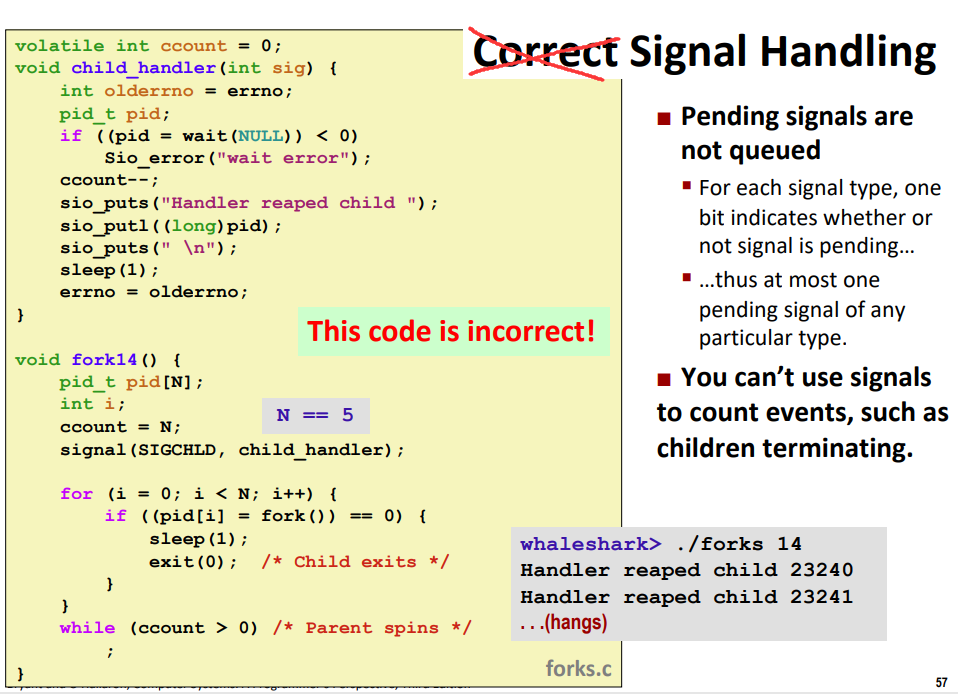 Correct Signal Handling
volatile int ccount = 0;
void child_handler(int sig) {
    int olderrno = errno;
    pid_t pid;
    if ((pid = wait(NULL)) < 0)
        Sio_error("wait error");
    ccount--;
    sio_puts("Handler reaped child ");
    sio_putl((long)pid);
    sio_puts(" \n");
    sleep(1);
    errno = olderrno;
}
This code is incorrect!
void fork14() {
    pid_t pid[N];
    int i;
    N == 5
    ccount = N;
    signal(SIGCHLD, child_handler);
    for (i = 0; i < N; i++) {
        if ((pid[i] = fork()) == 0) {
            sleep(1);
            exit(0);  /* Child exits */
        }
    }
    while (ccount > 0) /* Parent spins */
        ;
}
forks.c
■ Pending signals are
not queued
▪ For each signal type, one
bit indicates whether or
not signal is pending…
▪ …thus at most one
pending signal of any
particular type.
■ You can’t use signals
to count events, such as
children terminating.
whaleshark> ./forks 14
Handler reaped child 23240
Handler reaped child 23241
. . .(hangs)
57